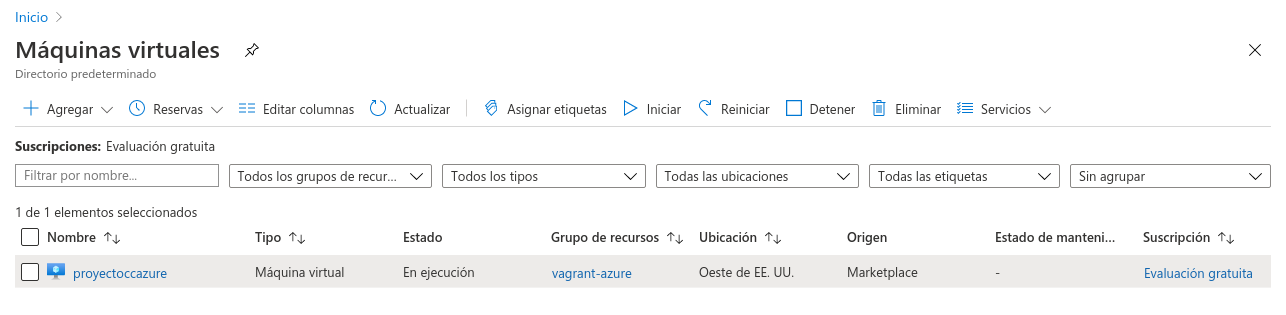 Inicio
Máquinas virtuales
Directorio predeterminado
Agregar Reservas Editar columnas Actualizar Asignar etiquetas Iniciar Reiniciar Detener Eliminar Servicios
Suscripciones: Evaluación gratuita
Filtrar por nombre... Todos los grupos de recur... Todos los tipos Todas las ubicaciones Todas las etiquetas Sin agrupar
1 de 1 elementos seleccionados
Nombre Tipo Estado Grupo de recursos Ubicación Origen Estado de manteni... Suscripción
proyectoccazure Máquina virtual En ejecución vagrant-azure Oeste de EE. UU. Marketplace - Evaluación gratuita